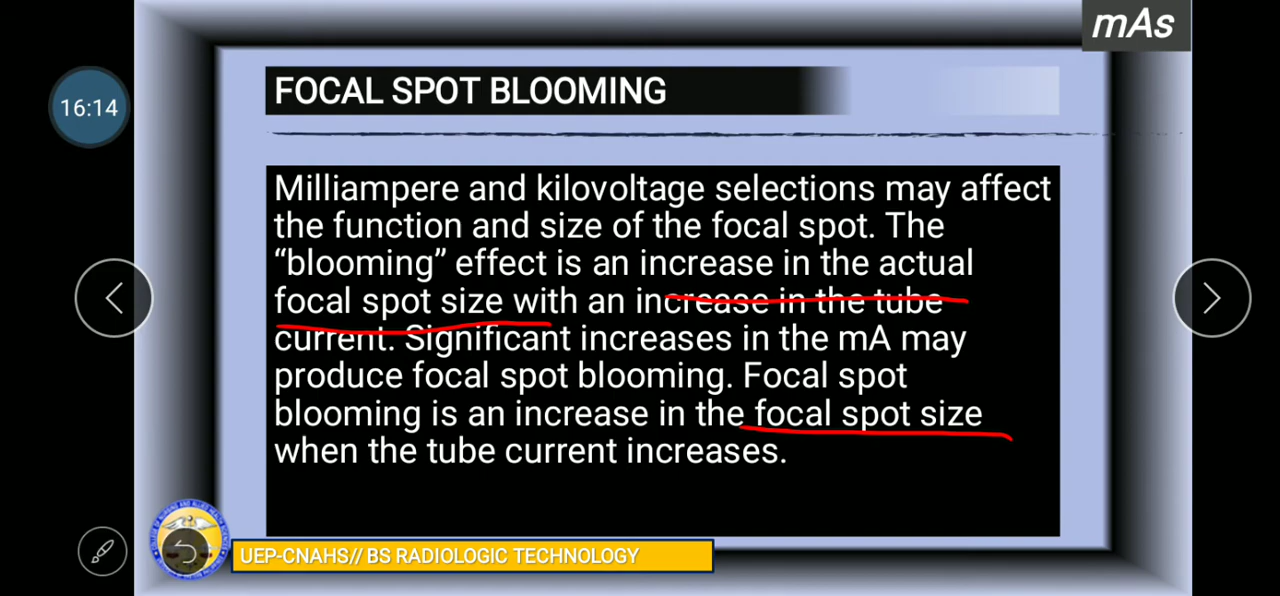 mAs
16:14
FOCAL SPOT BLOOMING
Milliampere and kilovoltage selections may affect
the function and size of the focal spot. The
“blooming” effect is an increase in the actual
focal spot size with an increase in the tube
current. Significant increases in the mA may
produce focal spot blooming. Focal spot
blooming is an increase in the focal spot size
when the tube current increases.
UEP-CNAHS// BS RADIOLOGIC TECHNOLOGY